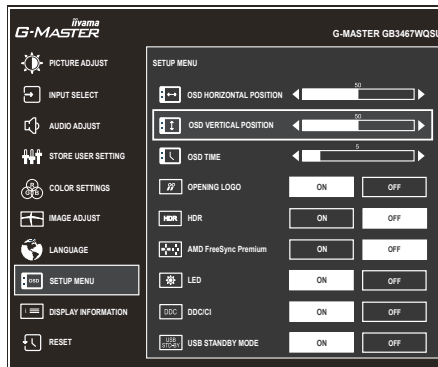 iiyama
G-MASTER
G-MASTER GB3467WQSU
PICTURE ADJUST
INPUT SELECT
AUDIO ADJUST
STORE USER SETTING
R
G B
COLOR SETTINGS
IMAGE ADJUST
LANGUAGE
OSD
SETUP MENU
i
DISPLAY INFORMATION
RESET
SETUP MENU
OSD HORIZONTAL POSITION
50
OSD VERTICAL POSITION
50
OSD TIME
5
OPENING LOGO ON OFF
HDR HDR ON OFF
AMD FreeSync Premium ON OFF
LED ON OFF
DDC DDC/CI ON OFF
USB
STD-BY
USB STANDBY MODE ON OFF